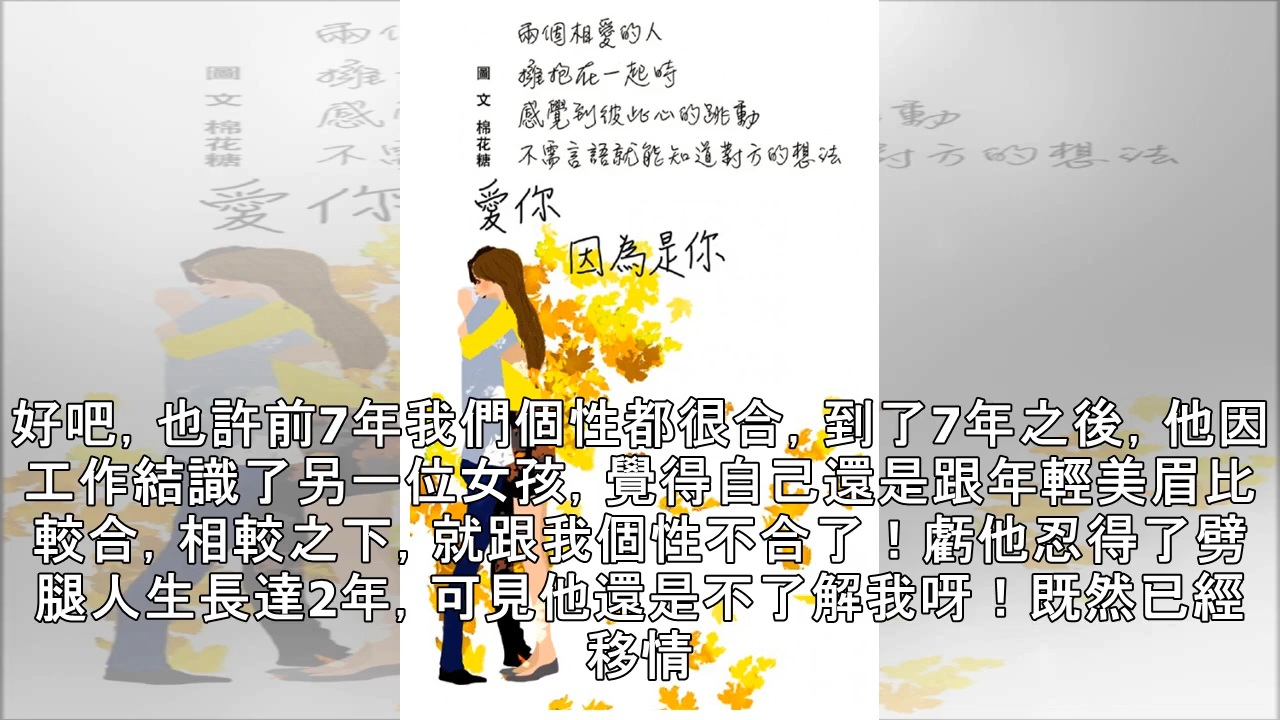 兩個相愛的人
擁抱在一起時
感覺到彼此心的跳動
不需言語就能知道對方的想法
圖 文 棉花糖
愛你
因為是你
好吧, 也許前7年我們個性都很合, 到了7年之後, 他因
工作結識了另一位女孩, 覺得自己還是跟年輕美眉比
較合, 相較之下, 就跟我個性不合了！虧他忍得了劈
腿人生長達2年, 可見他還是不了解我呀！既然已經
移情